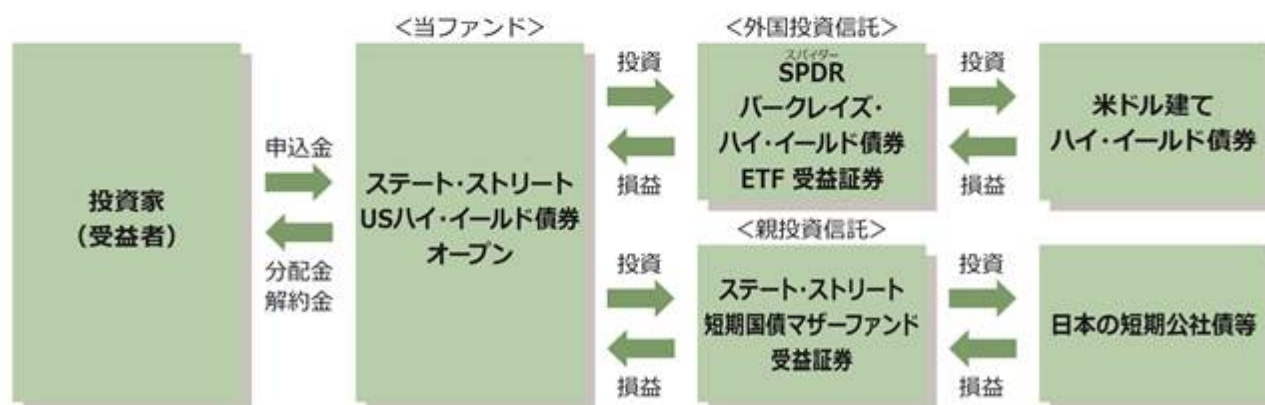 投資家
（受益者）
申込金
分配金
解約金
＜当ファンド＞
ステート・ストリート
USハイ・イールド債券
オープン
投資
損益
＜外国投資信託＞
スパイダー
SPDR
バークレイズ・
ハイ・イールド債券
ETF 受益証券
投資
損益
米ドル建て
ハイ・イールド債券
投資
損益
＜親投資信託＞
ステート・ストリート
短期国債マザーファンド
受益証券
投資
損益
日本の短期公社債等